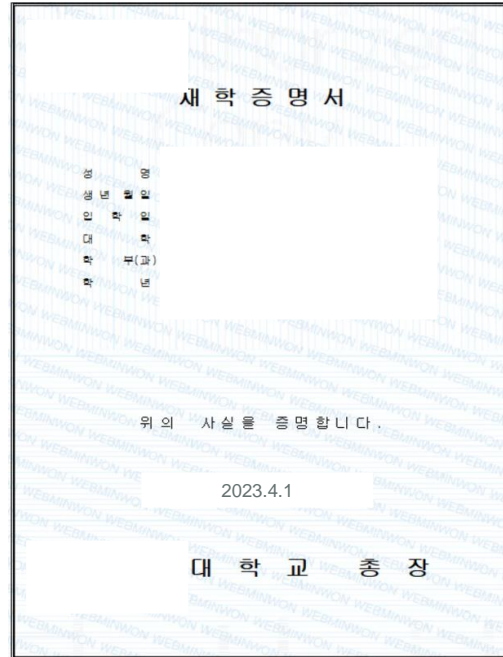 재 학 증 명 서
성 명
생 년 월 일
입 학 일
대 학
학 부(과)
학 년
위 의 사 실 을 증 명 합 니 다 .
2023.4.1
대 학 교 총 장
WEBMINWON